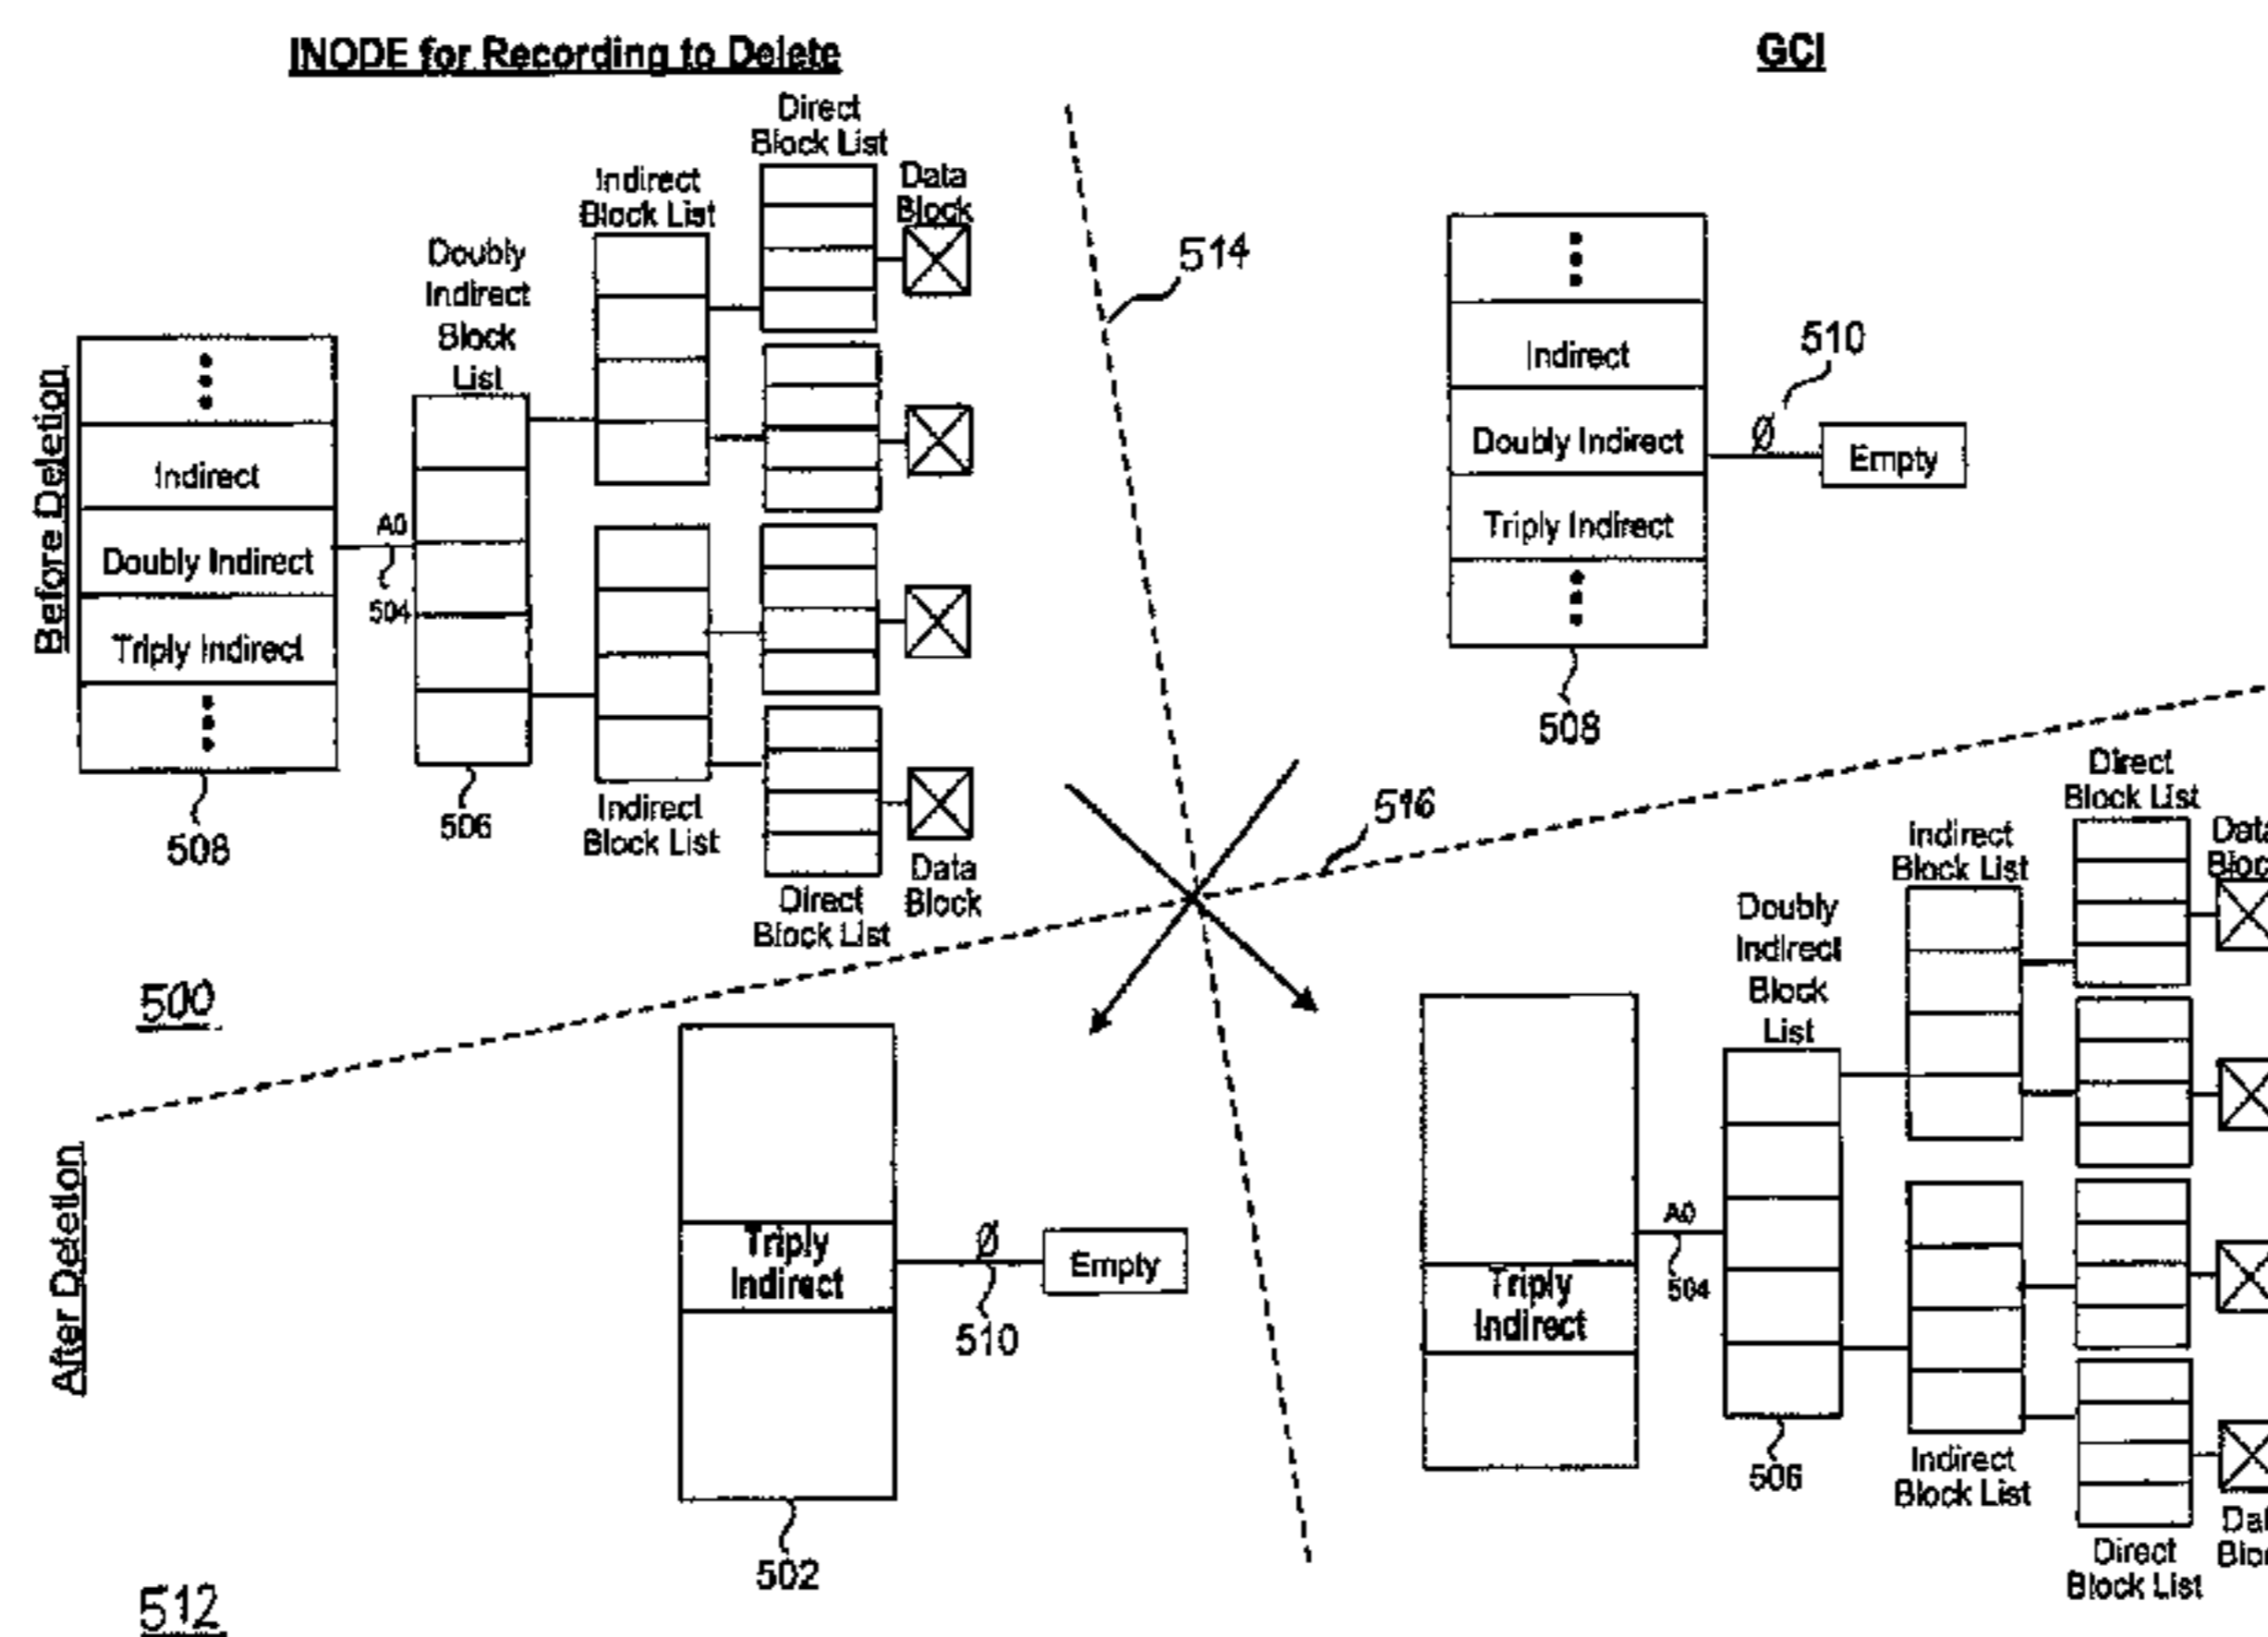 INODE for Recording to Delete
GCI
Before Deletion
Direct
Block List
Indirect
Block List
Data
Block
Doubly
Indirect
Block
List
Indirect
Doubly Indirect
Triply Indirect
A0
504
508
506
Indirect
Block List
Direct
Block List
Data
Block
500
514
Indirect
Doubly Indirect
Triply Indirect
Ø
510
Empty
508
516
After Deletion
Triply
Indirect
Ø
Empty
510
502
512
Triply
Indirect
A0
504
Doubly
Indirect
Block
List
506
Indirect
Block List
Direct
Block List
Data
Indirect
Block List
Direct
Block List